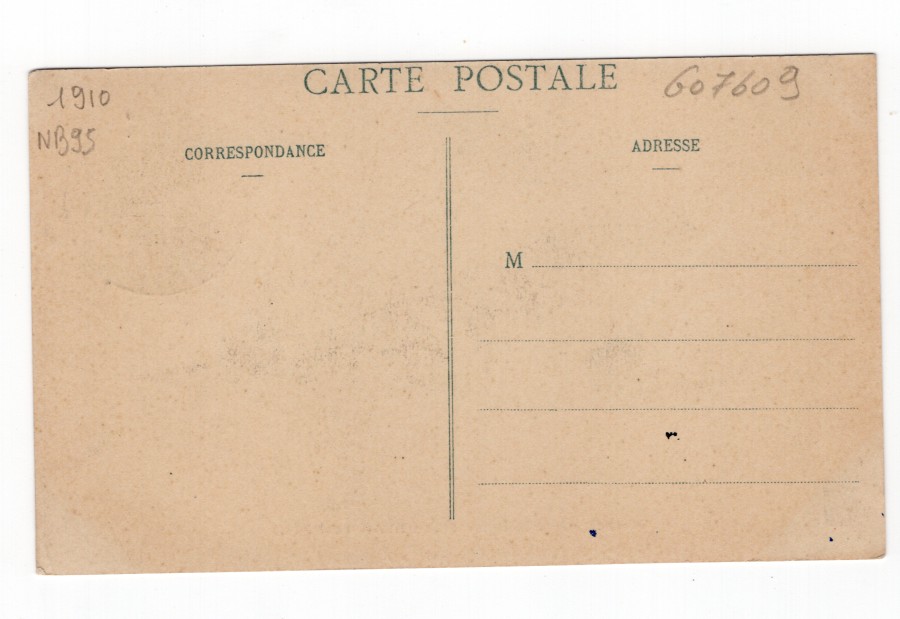 CARTE POSTALE
607609
1910
NB95
CORRESPONDANCE
ADRESSE
M